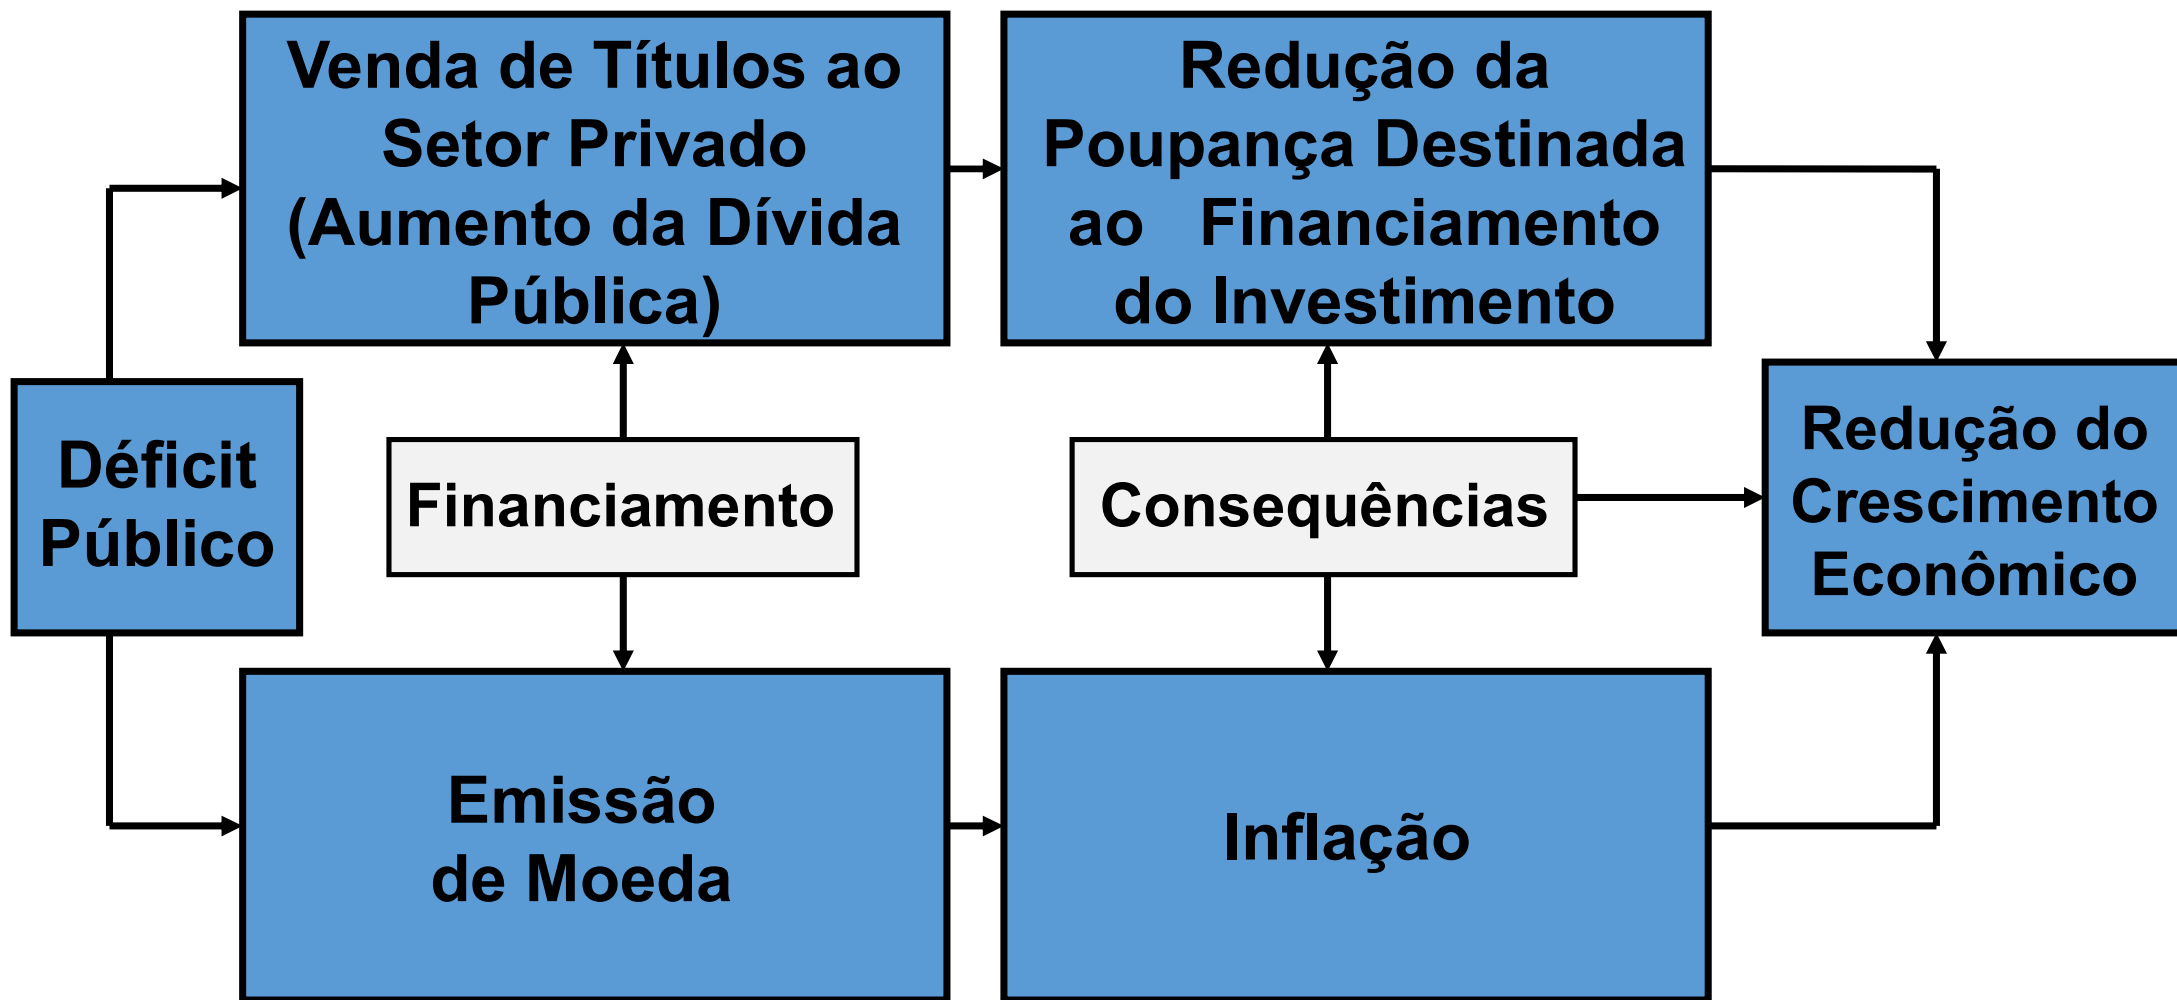 Venda de Títulos ao
Setor Privado
(Aumento da Dívida
Pública)
Redução da
Poupança Destinada
ao Financiamento
do Investimento
Déficit
Público
Financiamento
Consequências
Redução do
Crescimento
Econômico
Emissão
de Moeda
Inflação